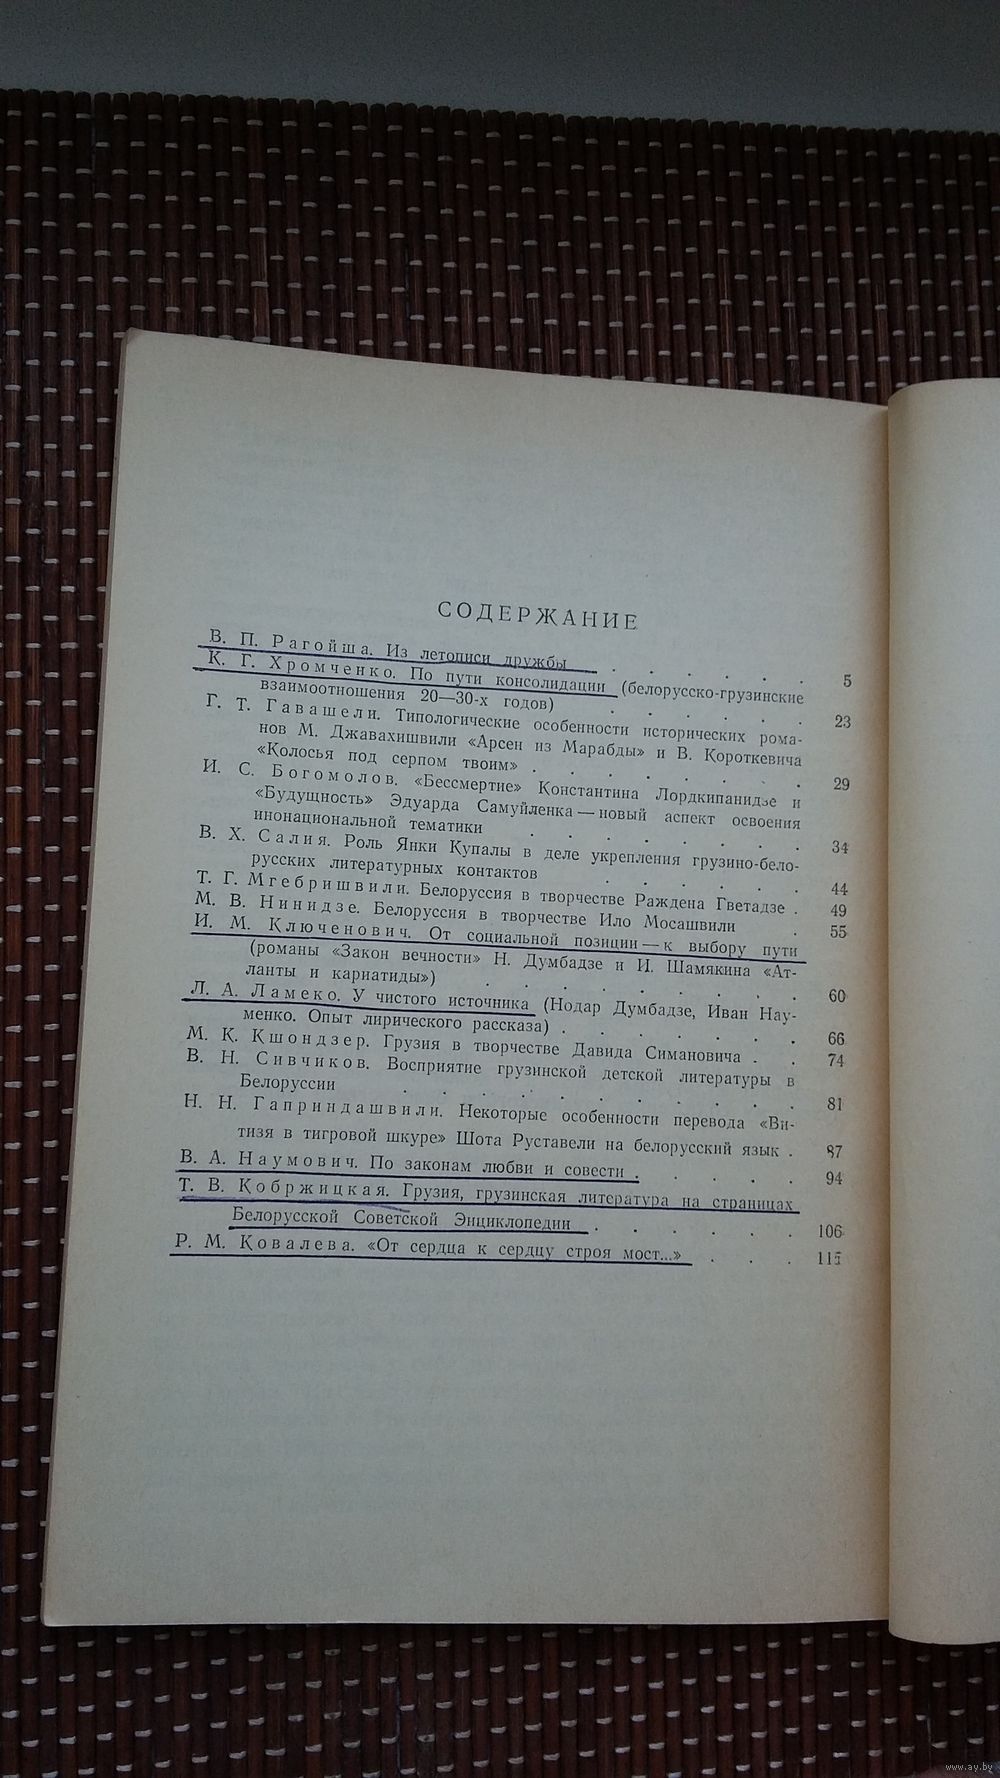 СОДЕРЖАНИЕ
В. П. Рагойша. Из летописи дружбы . . . . . . 5
К. Г. Хромченко. По пути консолидации (белорусско-грузинские
взаимоотношения 20—30-х годов) . . . . . . 23
Г. Т. Гавашели. Типологические особенности исторических рома-
нов М. Джавахишвили «Арсен из Марабды» и В. Короткевича
«Колосья под серпом твоим» . . . . . . . . 29
И. С. Богомолов. «Бессмертие» Константина Лордкипанидзе и
«Будущность» Эдуарда Самуйленка — новый аспект освоения
инонациональной тематики . . . . . . . . 34
В. Х. Салия. Роль Янки Купалы в деле укрепления грузино-бело-
русских литературных контактов . . . . . . 44
Т. Г. Мгебришвили. Белоруссия в творчестве Раждена Гветадзе . 49
М. В. Нинидзе. Белоруссия в творчестве Ило Мосашвили . 55
И. М. Ключенович. От социальной позиции — к выбору пути
(романы «Закон вечности» Н. Думбадзе и И. Шамякина «Ат-
ланты и кариатиды») . . . . . . . . . 60
Л. А. Ламеко. У чистого источника (Нодар Думбадзе, Иван Нау-
менко. Опыт лирического рассказа) . . . . . . 66
М. К. Кшондзер. Грузия в творчестве Давида Симановича . . 74
В. Н. Сивчиков. Восприятие грузинской детской литературы в
Белоруссии . . . . . . . . . . 81
Н. Н. Гаприндашвили. Некоторые особенности перевода «Ви-
тизя в тигровой шкуре» Шота Руставели на белорусский язык . 87
В. А. Наумович. По законам любви и совести . . . . . 94
Т. В. Кобржицкая. Грузия, грузинская литература на страницах
Белорусской Советской Энциклопедии . . . . . . 106
Р. М. Ковалева. «От сердца к сердцу строя мост...» . . . 115
www.ay.by